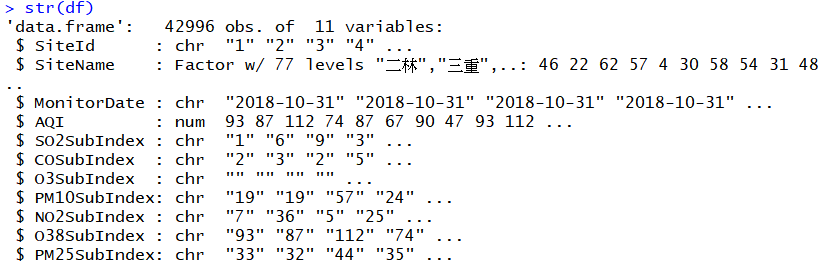 > str(df)
'data.frame':   42996 obs. of  11 variables:
 $ SiteId       : chr  "1" "2" "3" "4" ...
 $ SiteName     : Factor w/ 77 levels "二林","三重",..: 46 22 62 57 4 30 58 54 31 48
..
 $ MonitorDate  : chr  "2018-10-31" "2018-10-31" "2018-10-31" "2018-10-31" ...
 $ AQI          : num  93 87 112 74 87 67 90 47 93 112 ...
 $ SO2SubIndex  : chr  "1" "6" "9" "3" ...
 $ COSubIndex   : chr  "2" "3" "2" "5" ...
 $ O3SubIndex   : chr  "" "" "" "" ...
 $ PM10SubIndex: chr  "19" "19" "57" "24" ...
 $ NO2SubIndex  : chr  "7" "36" "5" "25" ...
 $ O38SubIndex  : chr  "93" "87" "112" "74" ...
 $ PM25SubIndex: chr  "33" "32" "44" "35" ...